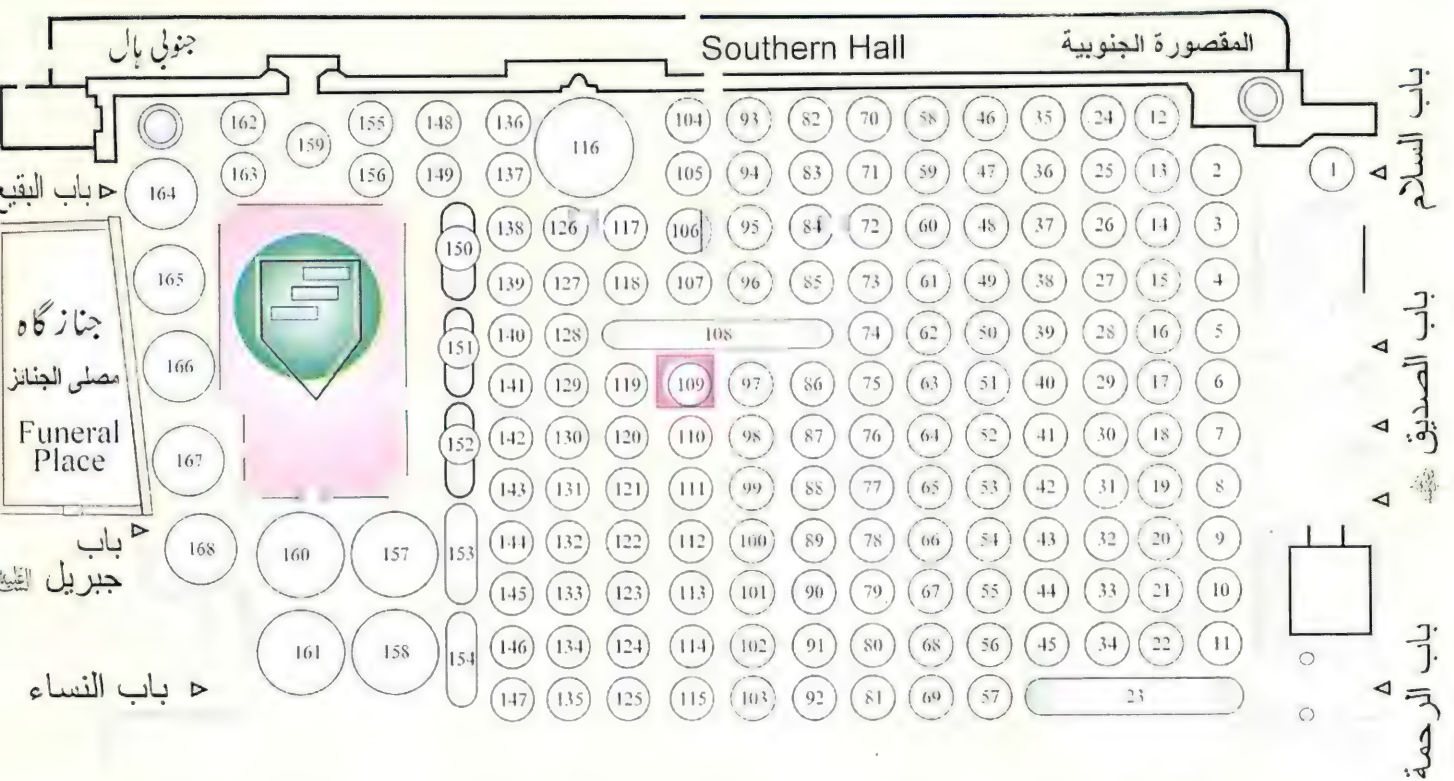 جنوبی ہال Southern Hall المقصورة الجنوبية
باب السلام
باب الصديق
باب الرحمة
باب البقيع
جنازگاہ
مصلى الجنائز
Funeral
Place
باب
جبريل
باب النساء
162 155 148 136 104 93 82 70 58 46 35 24 12
159 116
163 156 149 137 105 94 83 71 59 47 36 25 13 2 1
164
150 138 126 117 106 95 84 72 60 48 37 26 14 3
165 139 127 118 107 96 85 73 61 49 38 27 15 4
151 140 128 108 74 62 50 39 28 16 5
166 141 129 119 109 97 86 75 63 51 40 29 17 6
167 152 142 130 120 110 98 87 76 64 52 41 30 18 7
143 131 121 111 99 88 77 65 53 42 31 19 8
168 160 157 153 144 132 122 112 100 89 78 66 54 43 32 20 9
145 133 123 113 101 90 79 67 55 44 33 21 10
161 158 154 146 134 124 114 102 91 80 68 56 45 34 22 11
147 135 125 115 103 92 81 69 57 23